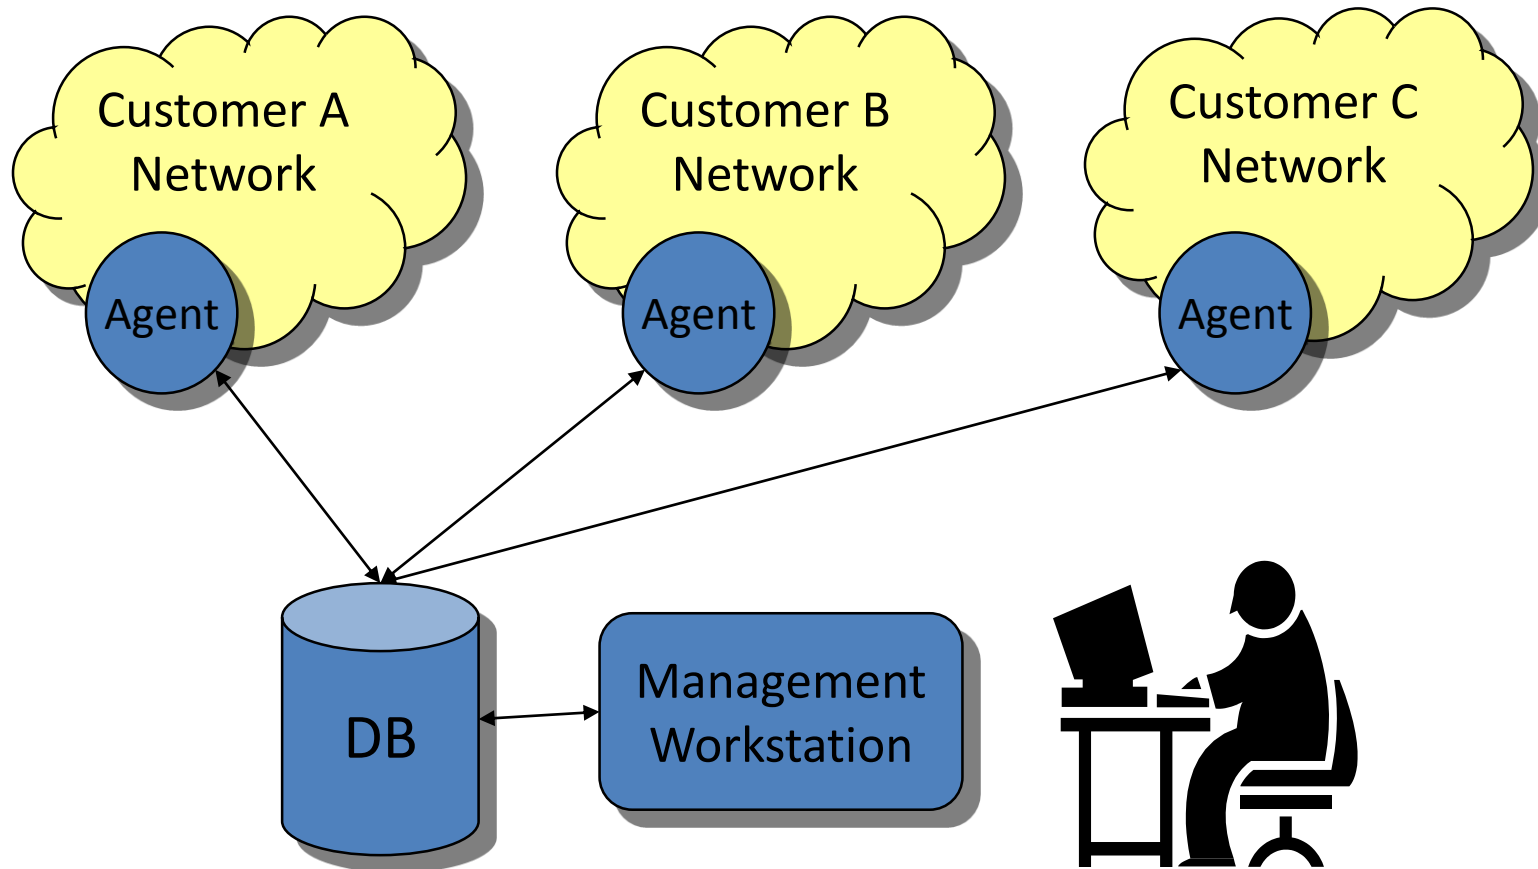 Customer A
Network
Customer B
Network
Customer C
Network
Agent
Agent
Agent
DB
Management
Workstation